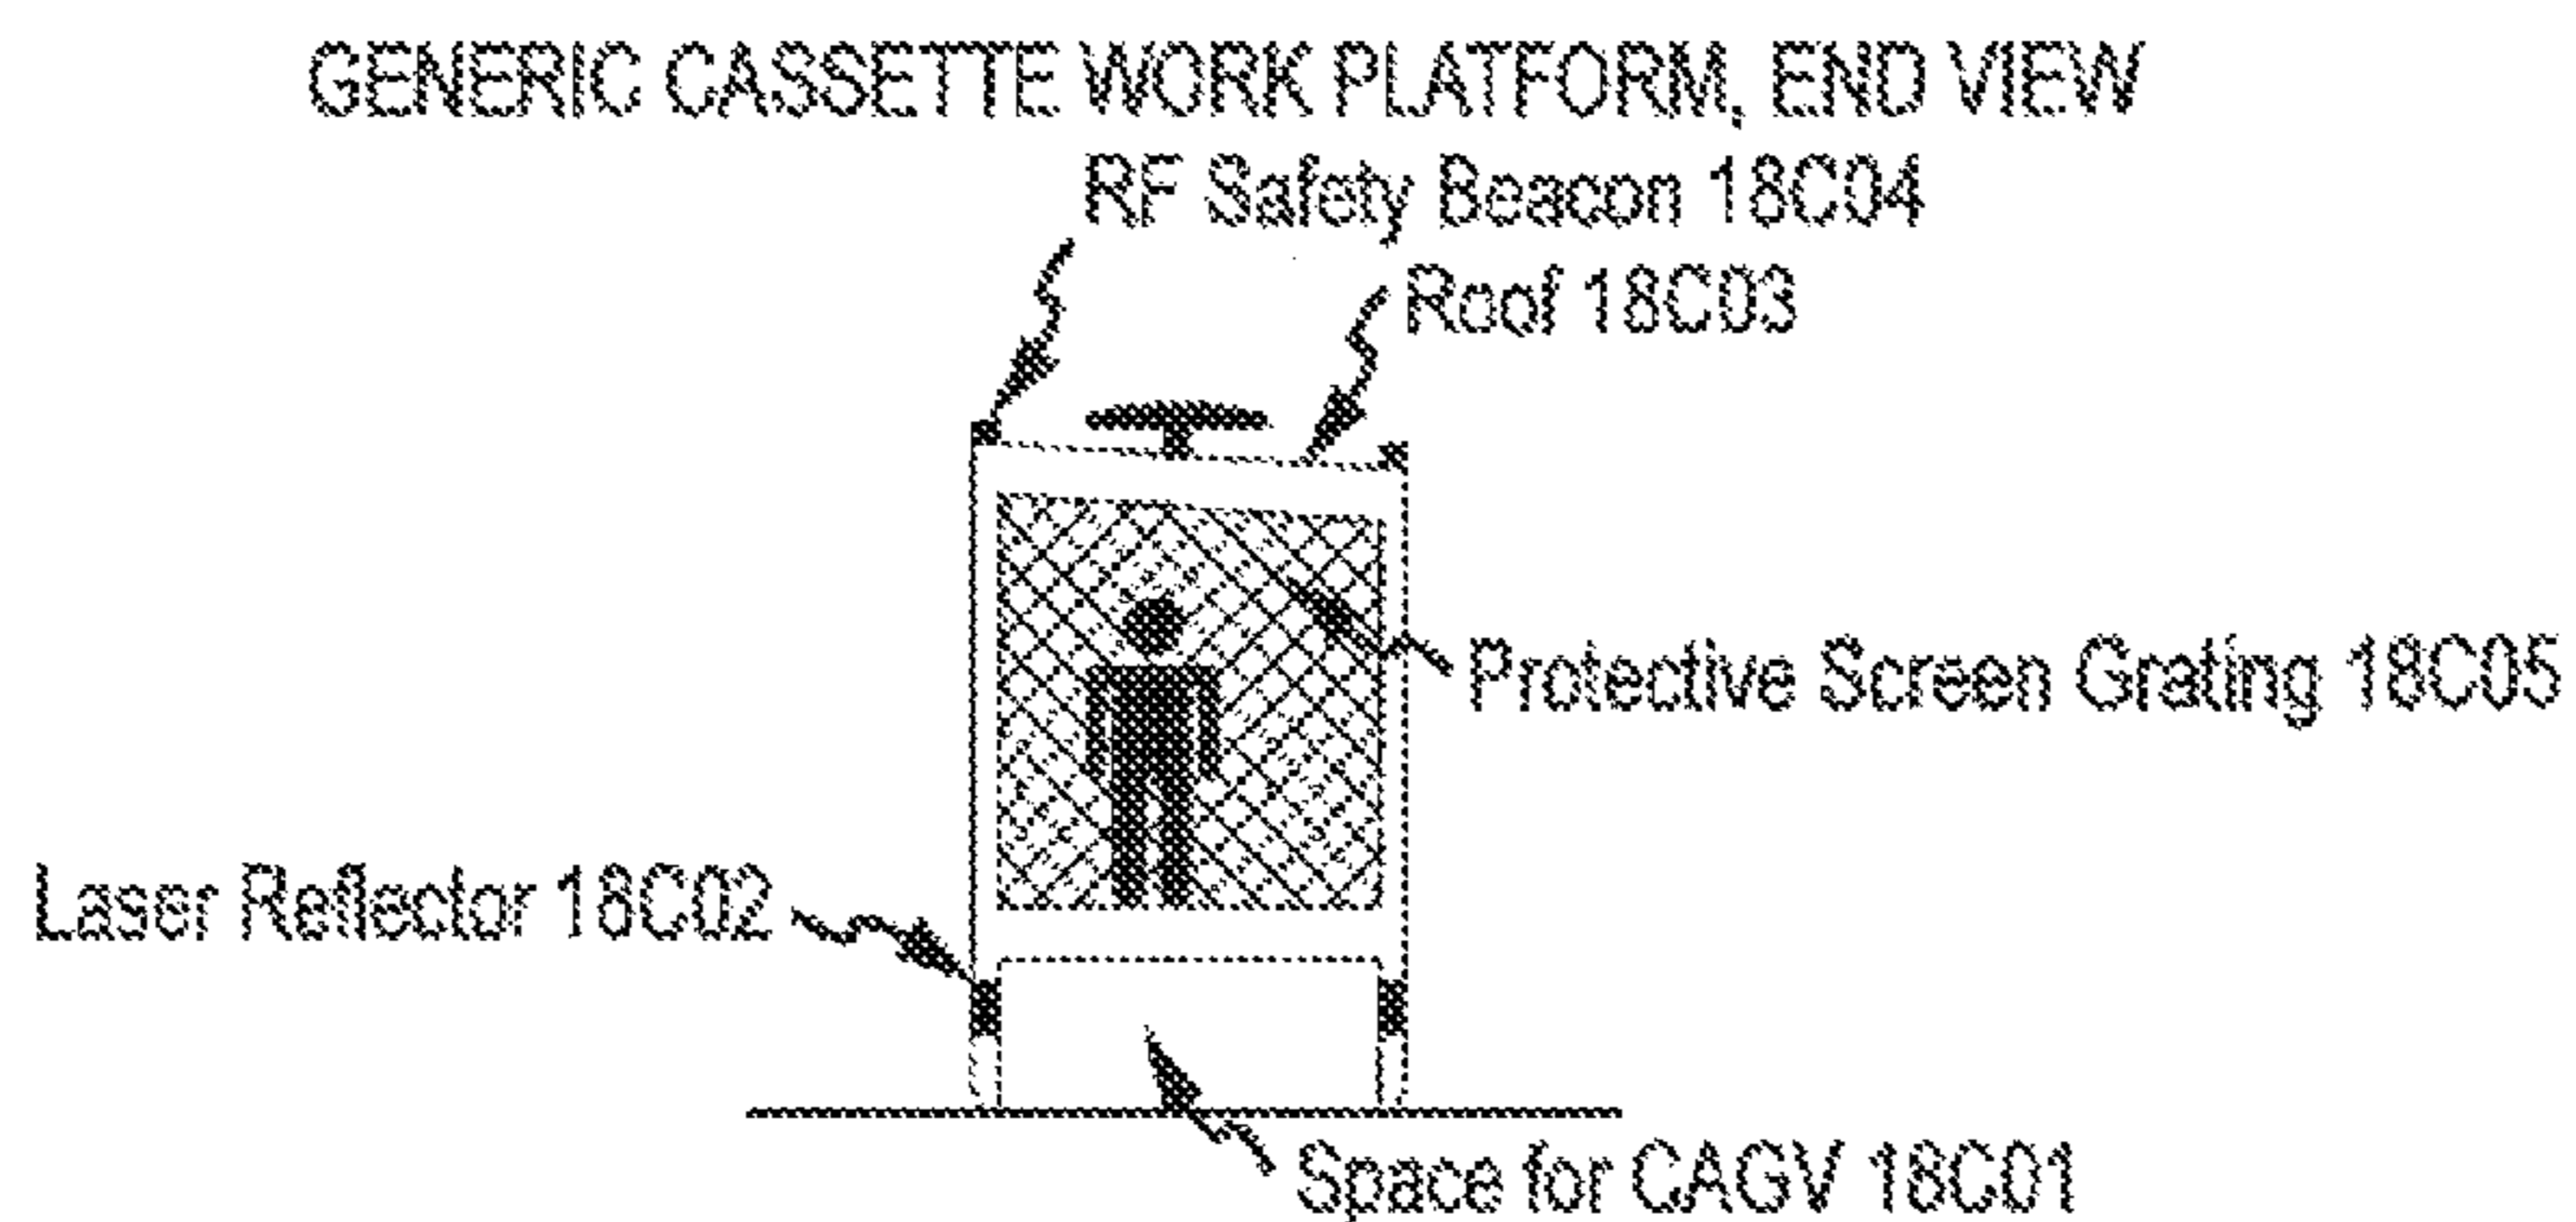 GENERIC CASSETTE WORK PLATFORM, END VIEW
RF Safety Beacon 18C04
Roof 18C03
Protective Screen Grating 18C05
Laser Reflector 18C02
Space for CAGV 18C01